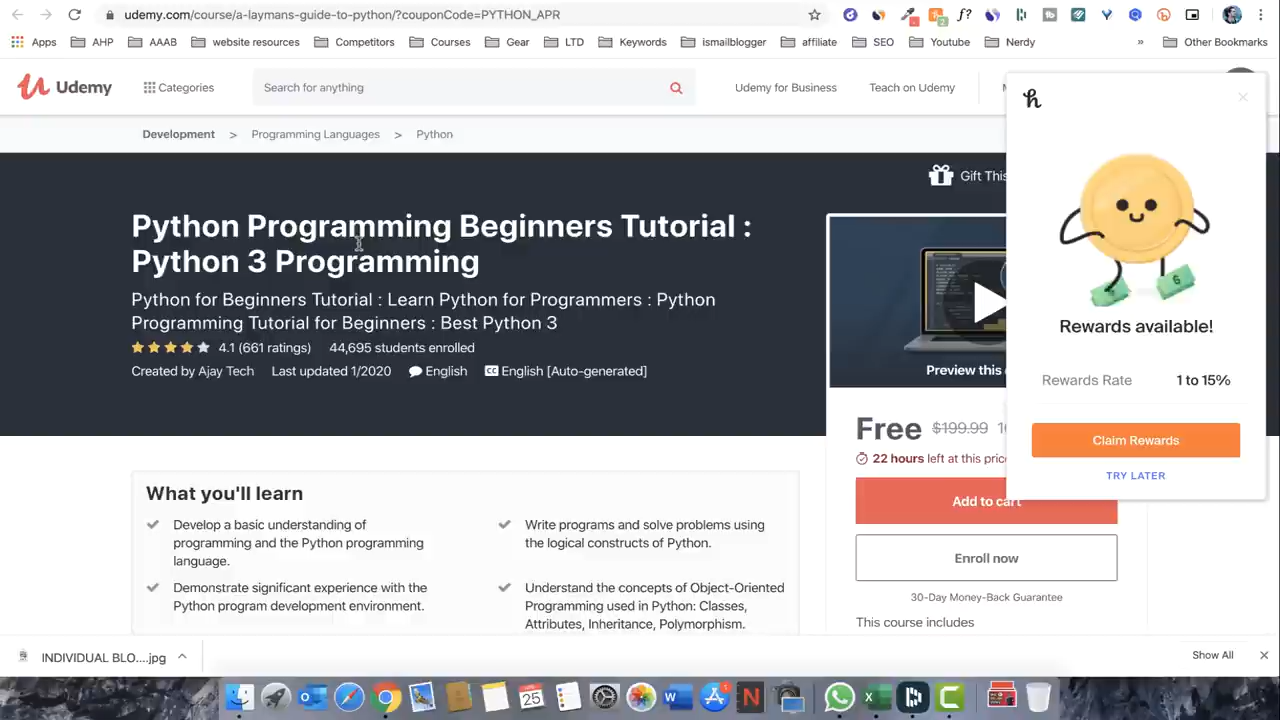 udemy.com/course/a-laymans-guide-to-python/?couponCode=PYTHON_APR
Apps AHP AAAB website resources Competitors Courses Gear LTD Keywords ismailblogger affiliate SEO Youtube Nerdy » Other Bookmarks
Udemy Categories Search for anything Udemy for Business Teach on Udemy
Development > Programming Languages > Python
Gift This
Python Programming Beginners Tutorial :
Python 3 Programming
Python for Beginners Tutorial : Learn Python for Programmers : Python
Programming Tutorial for Beginners : Best Python 3
4.1 (661 ratings) 44,695 students enrolled
Created by Ajay Tech Last updated 1/2020 English CC English [Auto-generated]
Preview this
Free $199.99
22 hours left at this price
Add to cart
Enroll now
30-Day Money-Back Guarantee
This course includes
Rewards available!
Rewards Rate 1 to 15%
Claim Rewards
TRY LATER
What you'll learn
Develop a basic understanding of
programming and the Python programming
language.
Write programs and solve problems using
the logical constructs of Python.
Demonstrate significant experience with the
Python program development environment.
Understand the concepts of Object-Oriented
Programming used in Python: Classes,
Attributes, Inheritance, Polymorphism.
INDIVIDUAL BLO....jpg
Show All
25